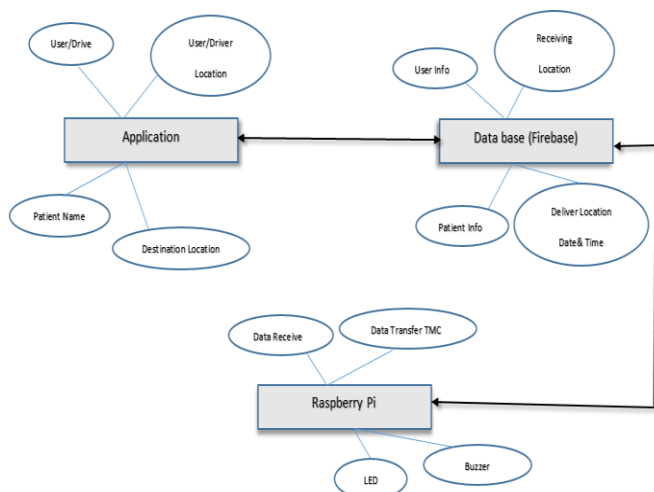 User/Drive
User/Driver
Location
User Info
Receiving
Location
Application
Data base (Firebase)
Patient Name
Destination Location
Patient Info
Deliver Location
Date& Time
Data Receive
Data Transfer TMC
Raspberry Pi
LED
Buzzer